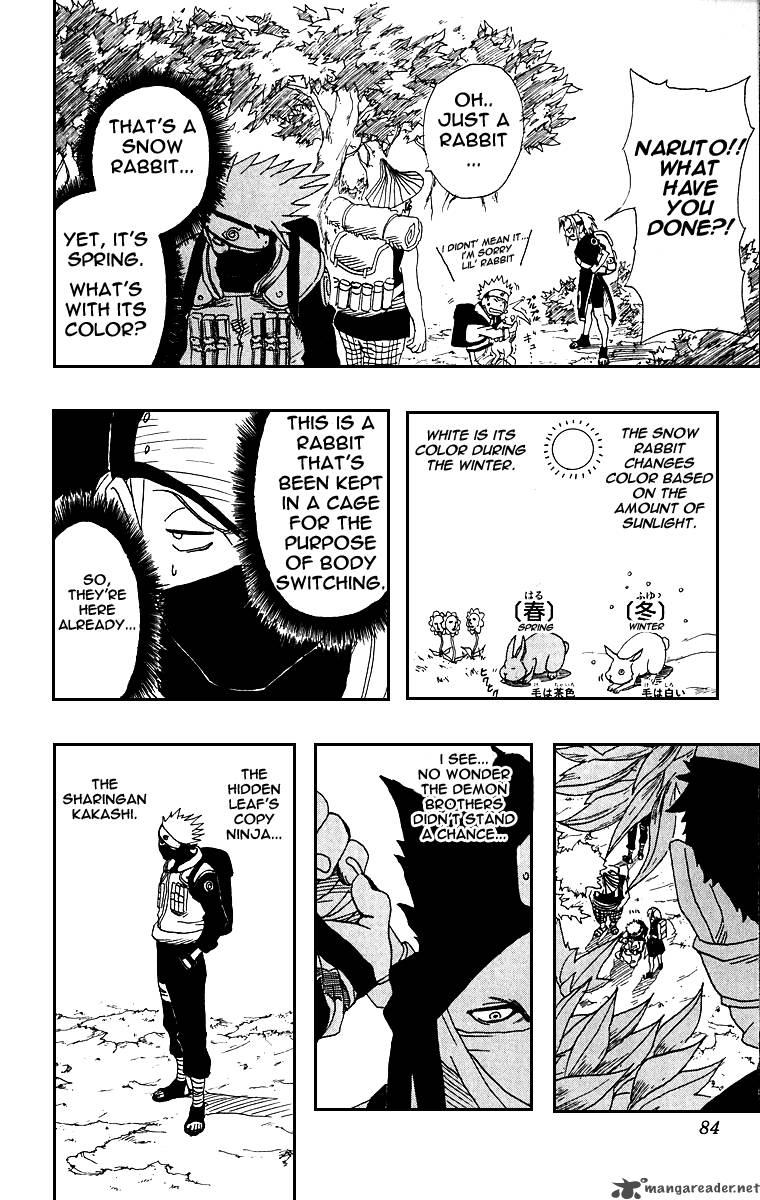 NARUTO!!
WHAT
HAVE
YOU
DONE?!
OH..
JUST A
RABBIT
...
I DIDNT' MEAN IT...
I'M SORRY
LIL' RABBIT
キュー
THAT'S A
SNOW
RABBIT...
YET, IT'S
SPRING.
WHAT'S
WITH ITS
COLOR?
THE SNOW
RABBIT
CHANGES
COLOR BASED
ON THE
AMOUNT OF
SUNLIGHT.
WHITE IS ITS
COLOR DURING
THE WINTER.
ふゆ
〔冬〕
WINTER
毛は白い
はる
〔春〕
SPRING
毛は茶色
THIS IS A
RABBIT
THAT'S
BEEN KEPT
IN A CAGE
FOR THE
PURPOSE
OF BODY
SWITCHING.
SO,
THEY'RE
HERE
ALREADY...
I SEE...
NO WONDER
THE DEMON
BROTHERS
DIDN'T STAND
A CHANCE...
THE
HIDDEN
LEAF'S
COPY
NINJA...
THE
SHARINGAN
KAKASHI.
84
mangareader.net